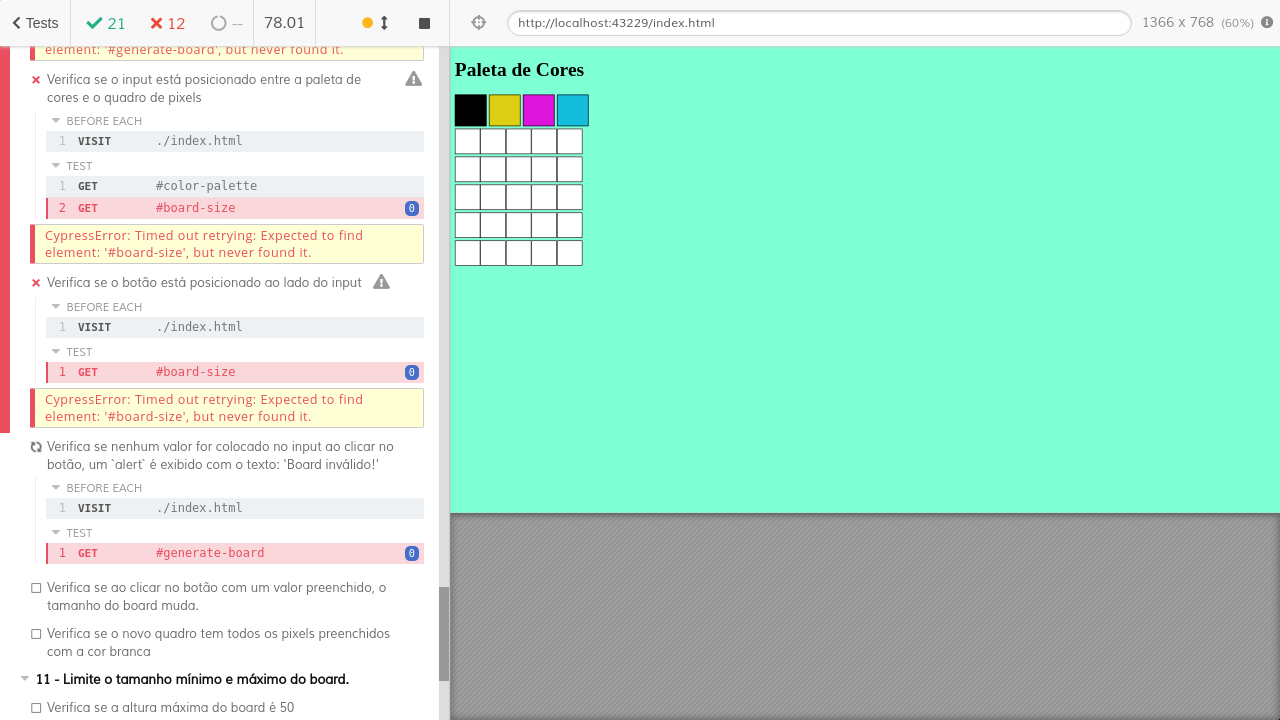 Tests
21
12
--
78.01
http://localhost:43229/index.html
1366 x 768 (60%)
element: '#generate-board', but never found it.
Verifica se o input está posicionado entre a paleta de
cores e o quadro de pixels
BEFORE EACH
1 VISIT ./index.html
TEST
1 GET #color-palette
2 GET #board-size 0
CypressError: Timed out retrying: Expected to find
element: '#board-size', but never found it.
Verifica se o botão está posicionado ao lado do input
BEFORE EACH
1 VISIT ./index.html
TEST
1 GET #board-size 0
CypressError: Timed out retrying: Expected to find
element: '#board-size', but never found it.
Verifica se nenhum valor for colocado no input ao clicar no
botão, um `alert` é exibido com o texto: 'Board inválido!'
BEFORE EACH
1 VISIT ./index.html
TEST
1 GET #generate-board 0
Verifica se ao clicar no botão com um valor preenchido, o
tamanho do board muda.
Verifica se o novo quadro tem todos os pixels preenchidos
com a cor branca
11 - Limite o tamanho mínimo e máximo do board.
Verifica se a altura máxima do board é 50
Paleta de Cores